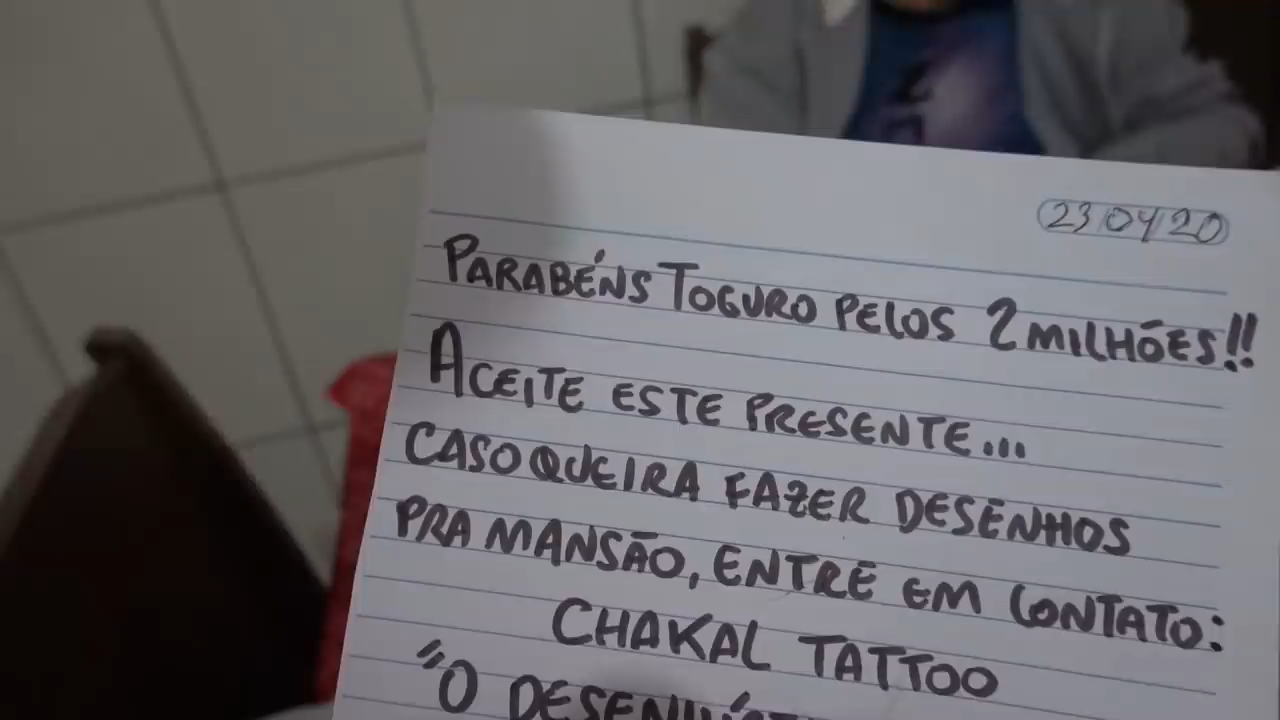 23/04/20
PARABÉNS TOGURO PELOS 2 MILHÕES!!
ACEITE ESTE PRESENTE...
CASO QUEIRA FAZER DESENHOS
PRA MANSÃO, ENTRE EM CONTATO:
CHAKAL TATTOO
"O